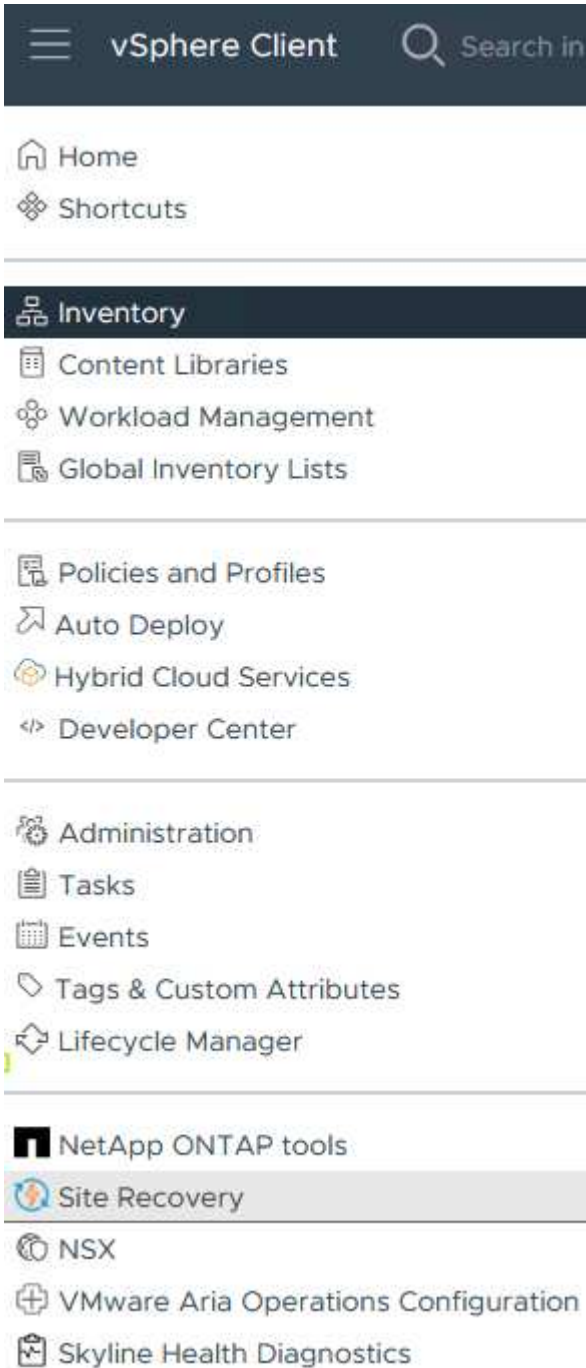 vSphere Client Search in
Home
Shortcuts
Inventory
Content Libraries
Workload Management
Global Inventory Lists
Policies and Profiles
Auto Deploy
Hybrid Cloud Services
Developer Center
Administration
Tasks
Events
Tags & Custom Attributes
Lifecycle Manager
NetApp ONTAP tools
Site Recovery
NSX
VMware Aria Operations Configuration
Skyline Health Diagnostics